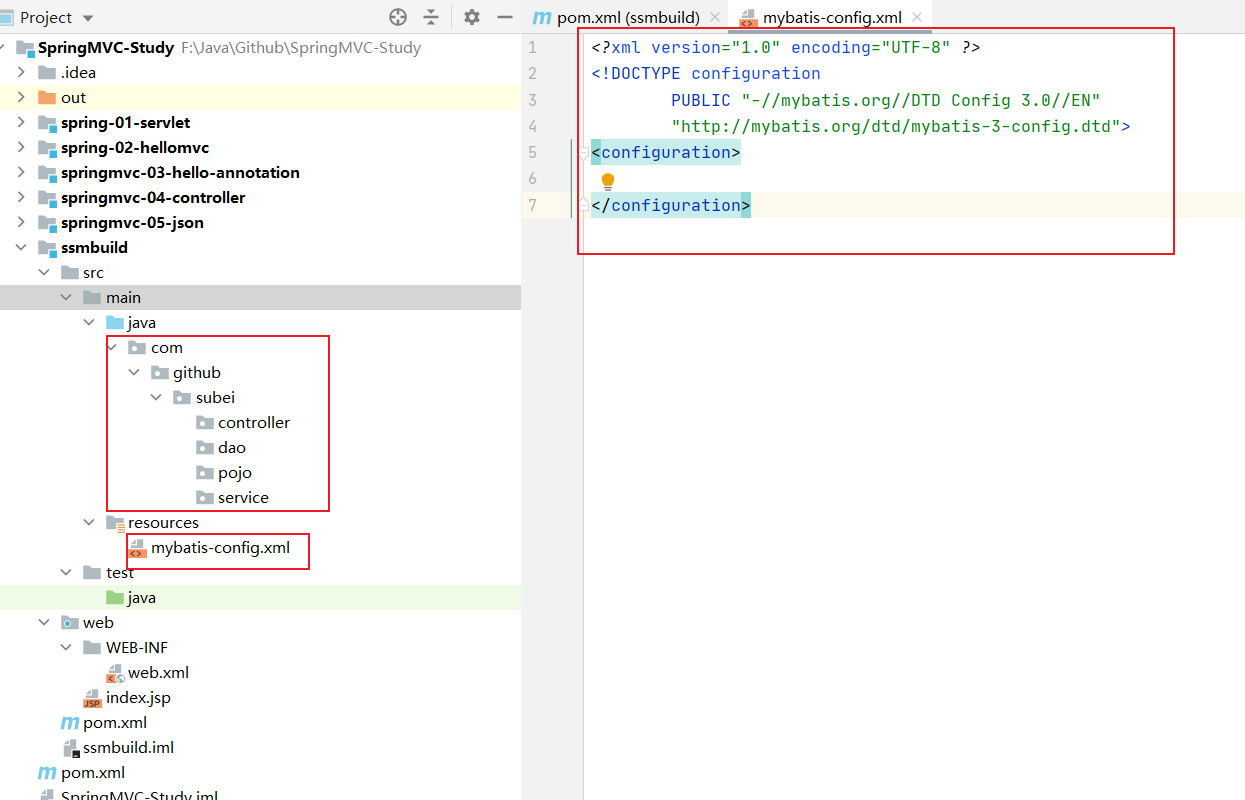 Project
SpringMVC-Study F:\Java\Github\SpringMVC-Study
.idea
out
spring-01-servlet
spring-02-hellomvc
springmvc-03-hello-annotation
springmvc-04-controller
springmvc-05-json
ssmbuild
src
main
java
com
github
subei
controller
dao
pojo
service
resources
mybatis-config.xml
test
java
web
WEB-INF
web.xml
JSP index.jsp
m pom.xml
ssmbuild.iml
m pom.xml
SpringMVC-Study.iml
m pom.xml (ssmbuild) mybatis-config.xml
1 <?xml version="1.0" encoding="UTF-8" ?>
2 <!DOCTYPE configuration
3 PUBLIC "-//mybatis.org//DTD Config 3.0//EN"
4 "http://mybatis.org/dtd/mybatis-3-config.dtd">
5 <configuration>
6
7 </configuration>